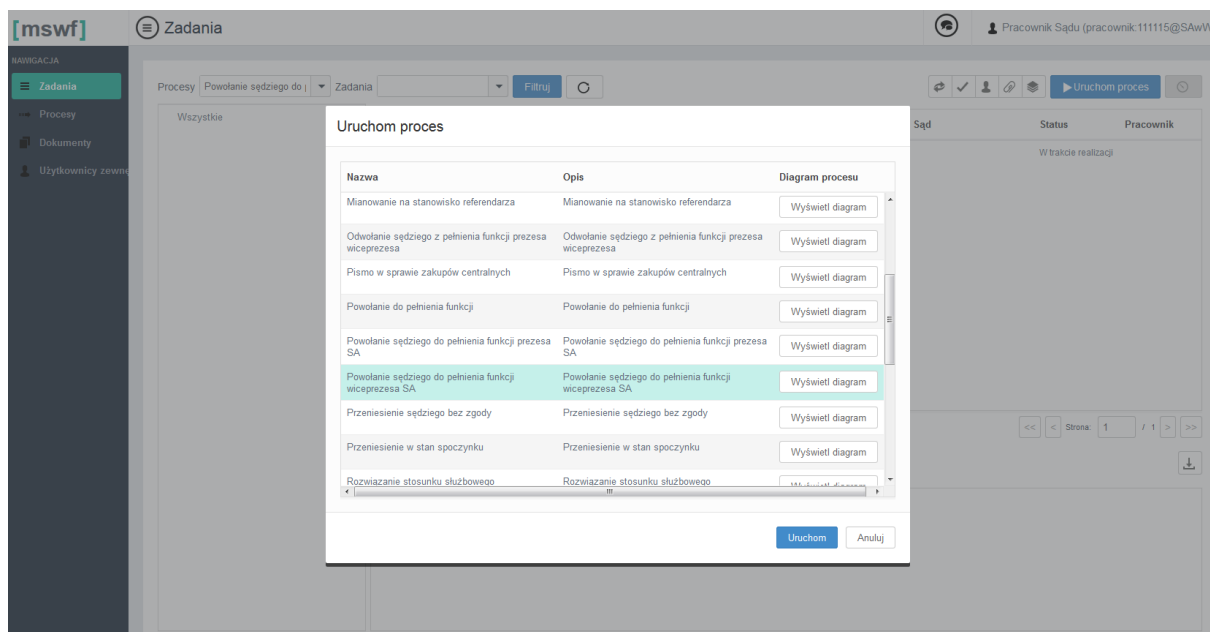 [mswf]
Zadania
Pracownik Sądu (pracownik:111115@SAwW
NAWIGACJA
Zadania
Procesy
Dokumenty
Użytkownicy zewnę
Procesy Powołanie sędziego do Zadania Filtruj
Uruchom proces
Wszystkie
Sąd Status Pracownik
W trakcie realizacji
Uruchom proces
Nazwa Opis Diagram procesu
Mianowanie na stanowisko referendarza Mianowanie na stanowisko referendarza Wyświetl diagram
Odwołanie sędziego z pełnienia funkcji prezesa Odwołanie sędziego z pełnienia funkcji prezesa Wyświetl diagram
wiceprezesa wiceprezesa
Pismo w sprawie zakupów centralnych Pismo w sprawie zakupów centralnych Wyświetl diagram
Powołanie do pełnienia funkcji Powołanie do pełnienia funkcji Wyświetl diagram
Powołanie sędziego do pełnienia funkcji prezesa Powołanie sędziego do pełnienia funkcji prezesa Wyświetl diagram
SA SA
Powołanie sędziego do pełnienia funkcji Powołanie sędziego do pełnienia funkcji Wyświetl diagram
wiceprezesa SA wiceprezesa SA
Przeniesienie sędziego bez zgody Przeniesienie sędziego bez zgody Wyświetl diagram
Przeniesienie w stan spoczynku Przeniesienie w stan spoczynku Wyświetl diagram
Rozwiązanie stosunku służbowego Rozwiązanie stosunku służbowego Wyświetl diagram
<< < Strona: 1 / 1 > >>
Uruchom Anuluj